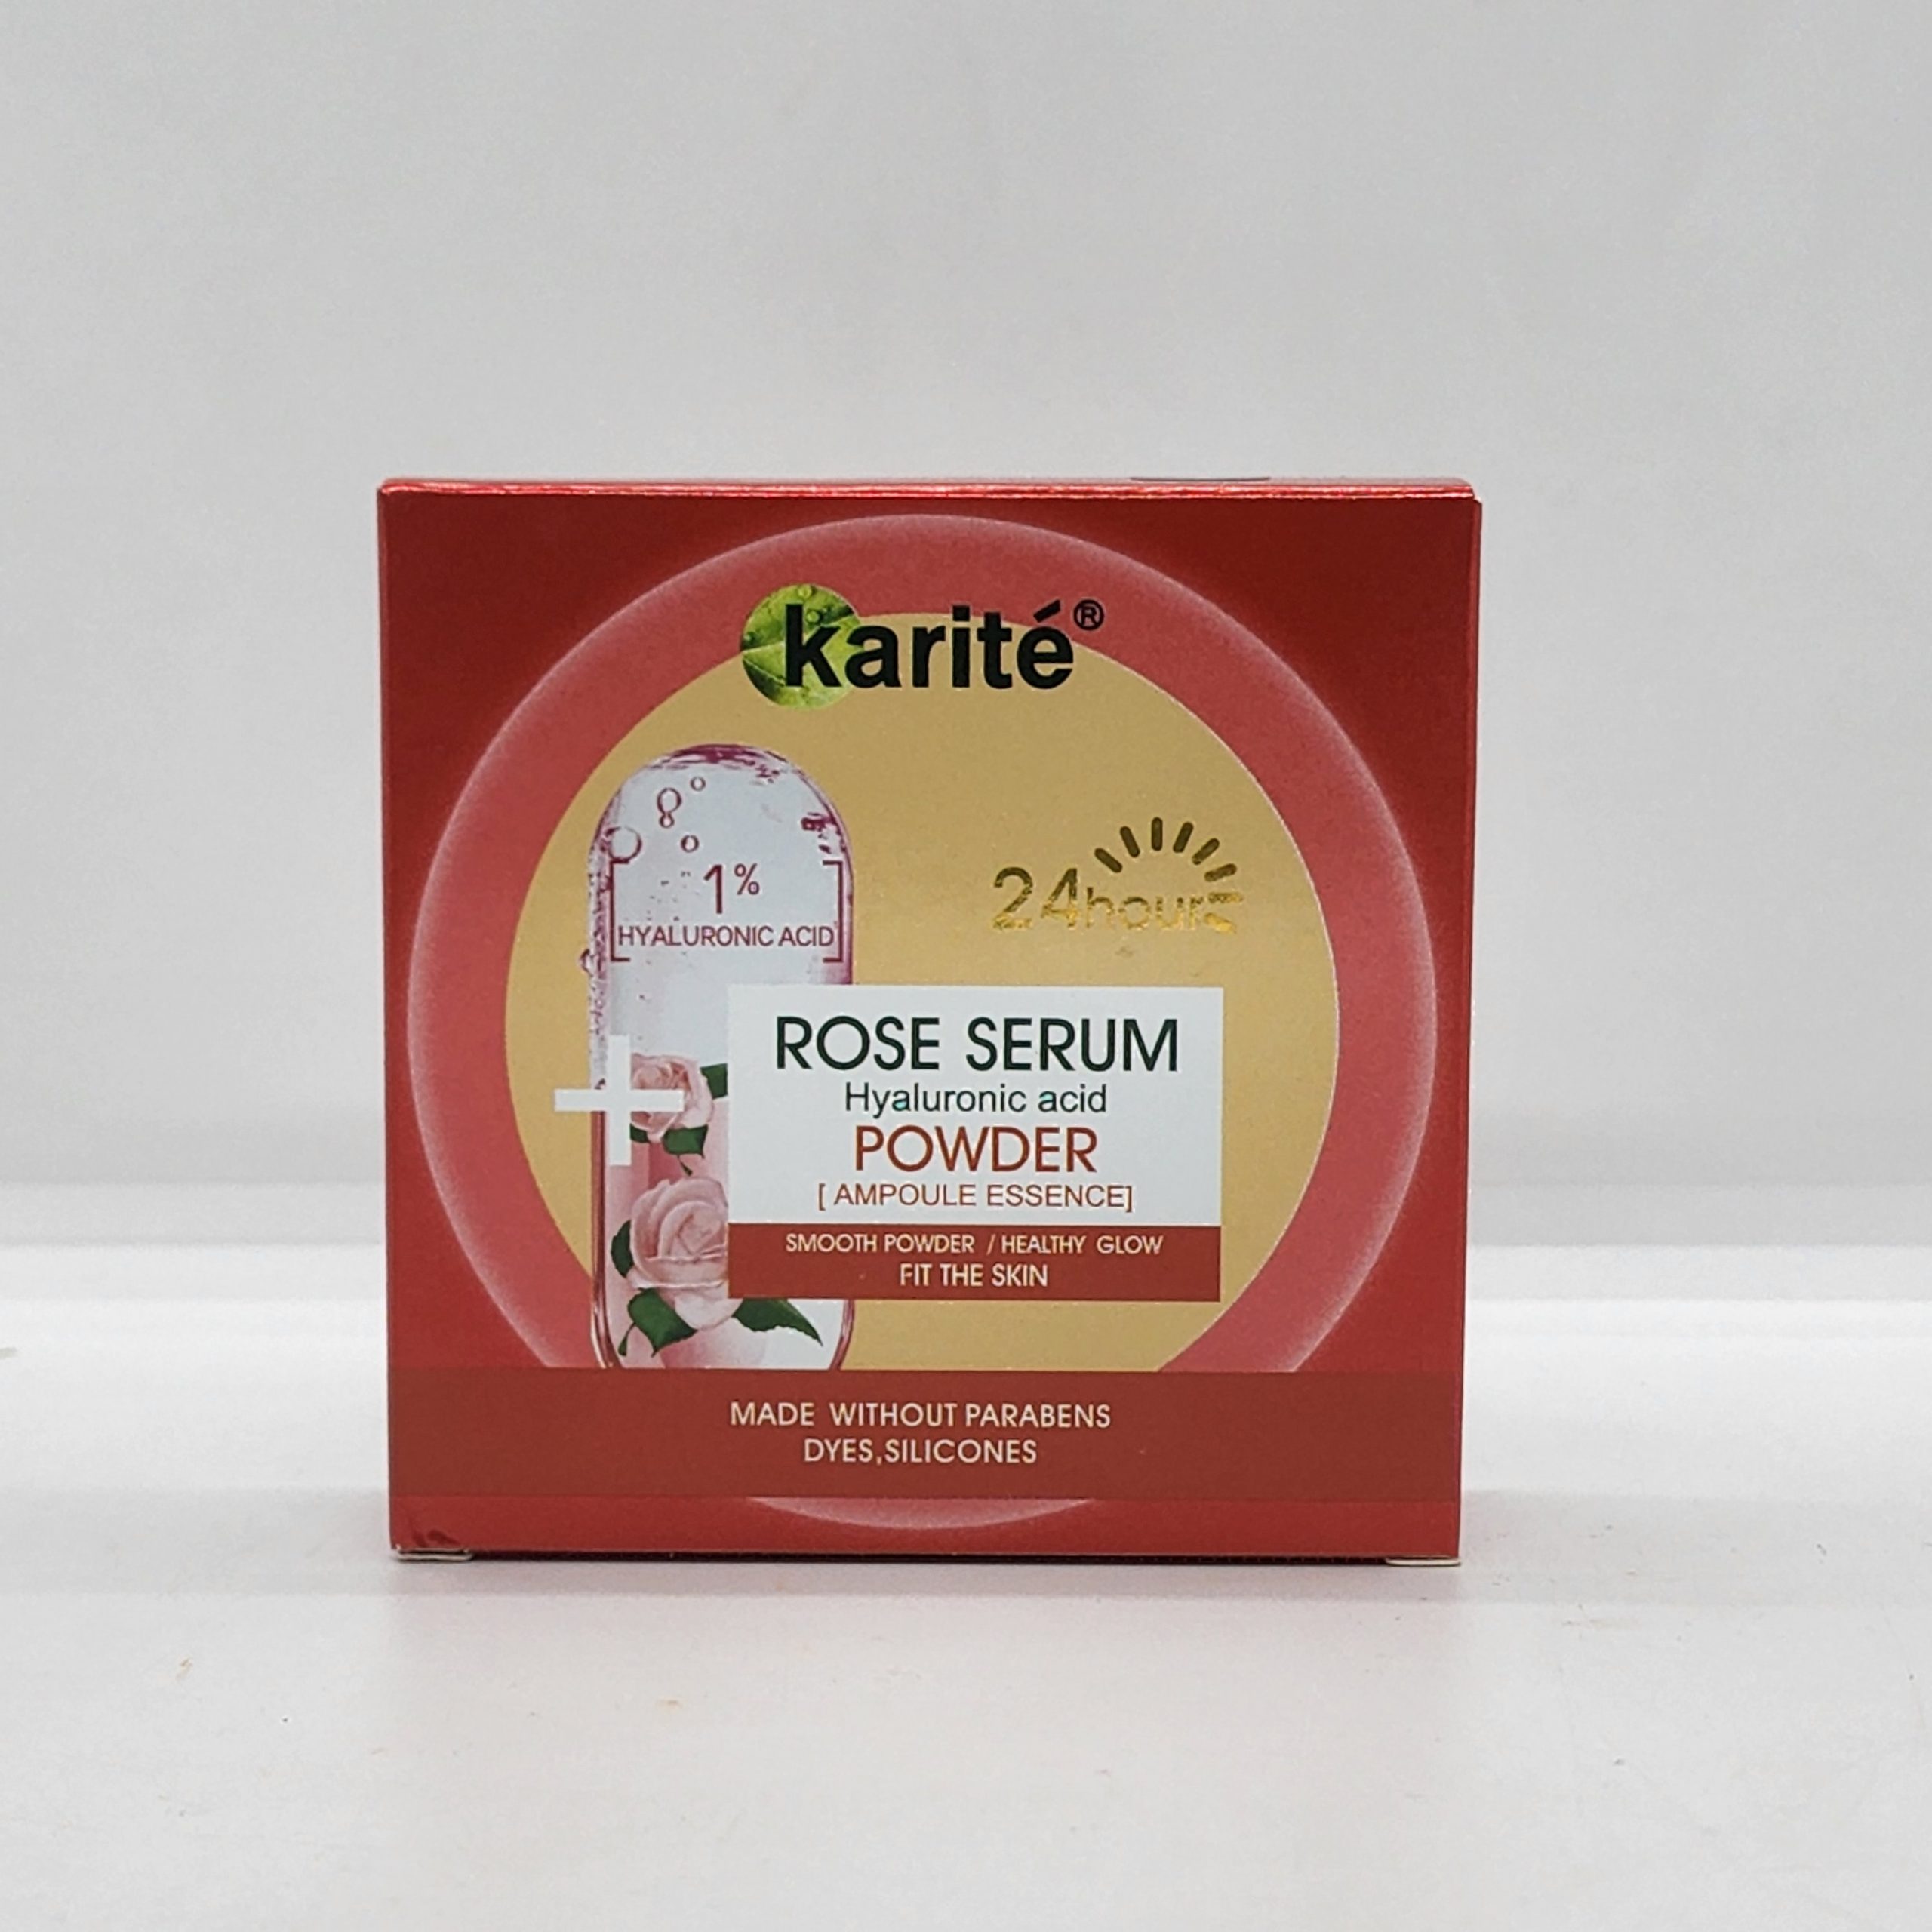 karité®
1%
HYALURONIC ACID
24hours
ROSE SERUM
Hyaluronic acid
POWDER
[ AMPOULE ESSENCE]
SMOOTH POWDER / HEALTHY GLOW
FIT THE SKIN
MADE WITHOUT PARABENS
DYES,SILICONES